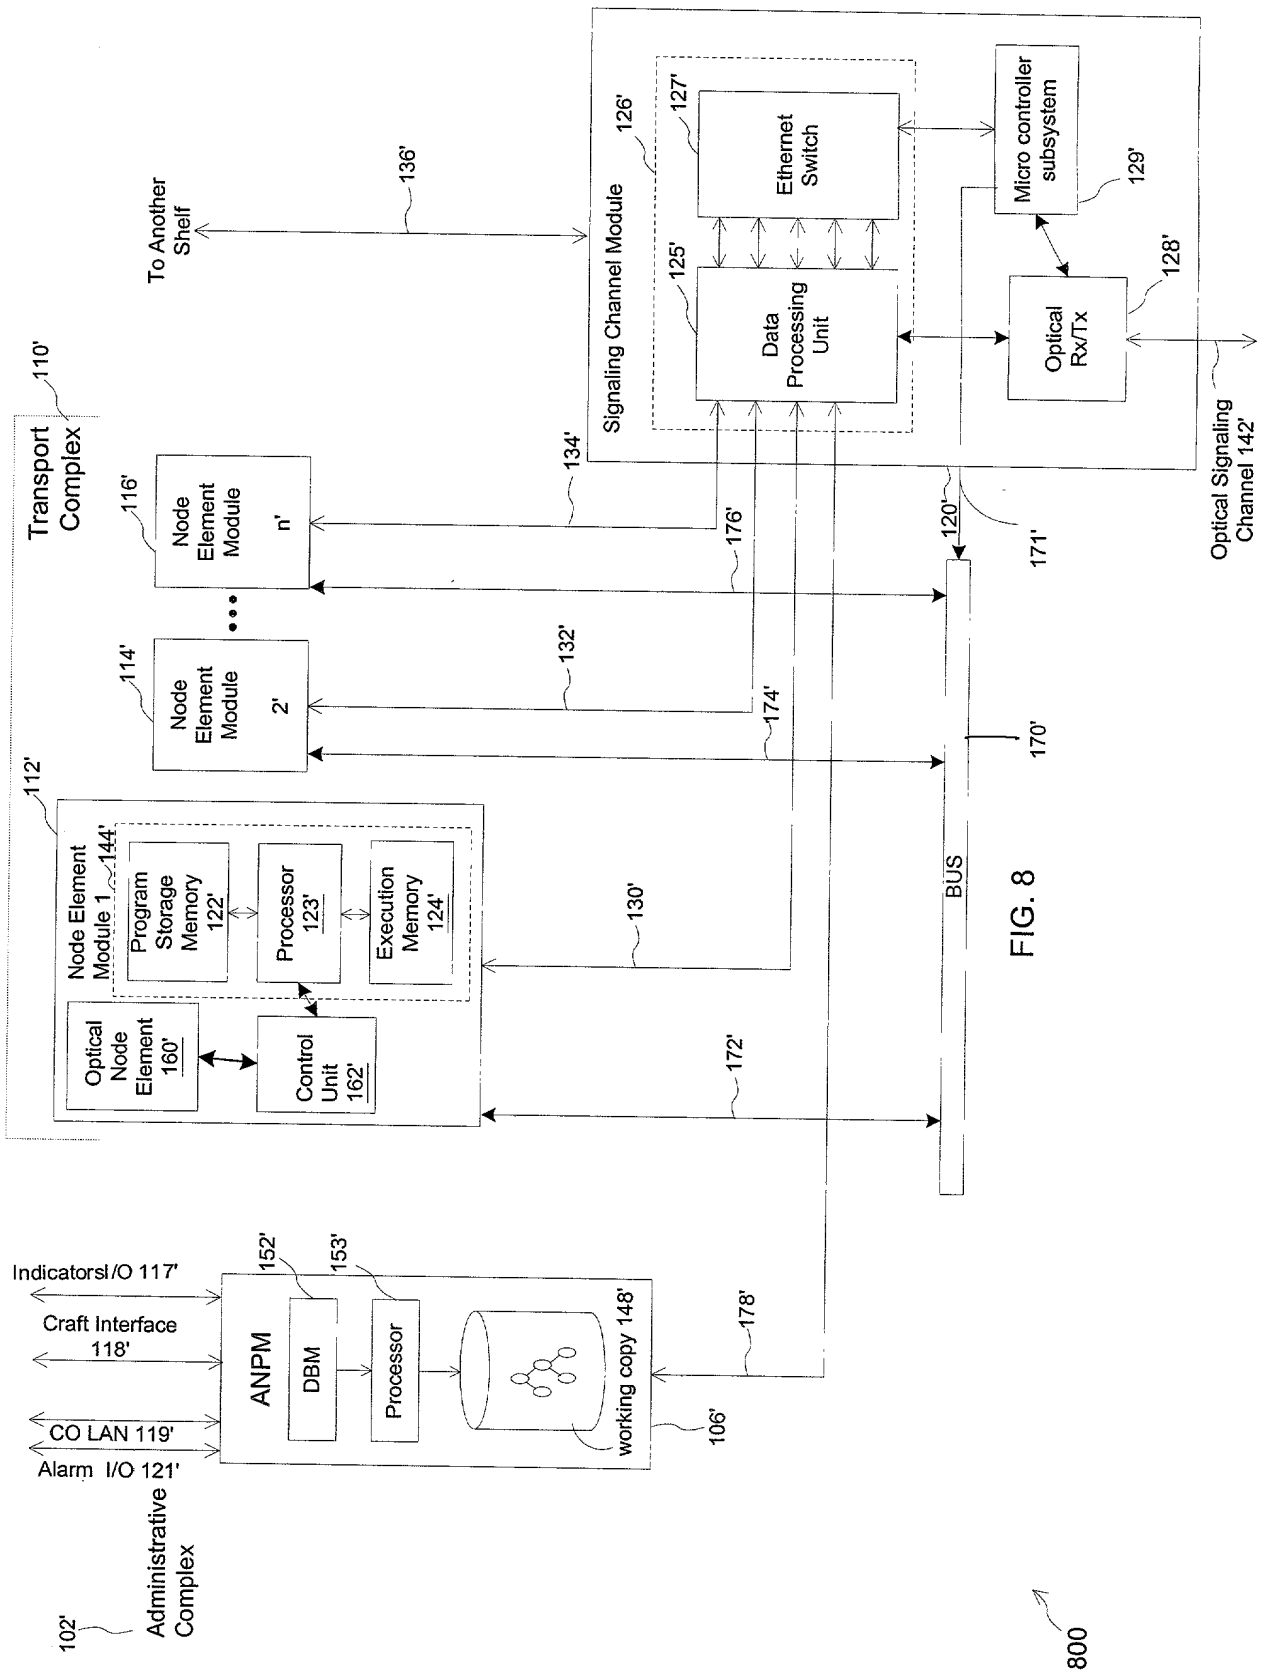 102'
Administrative
Complex
Alarm I/O 121'
CO LAN 119'
Craft Interface
118'
IndicatorsI/O 117'
ANPM
DBM
152'
Processor
153'
working copy 148'
106'
178'
Transport
Complex
110'
112'
Node Element
Module 1
144'
Optical
Node
Element
160'
Control
Unit
162'
Program
Storage
Memory
122'
Processor
123'
Execution
Memory
124'
114'
Node
Element
Module
2'
116'
Node
Element
Module
n'
172'
130'
174'
132'
176'
134'
To Another
Shelf
136'
Signaling Channel Module
126'
125'
Data
Processing
Unit
127'
Ethernet
Switch
Optical
Rx/Tx
128'
Micro controller
subsystem
129'
120'
171'
Optical Signaling
Channel 142'
BUS
170'
FIG. 8
800